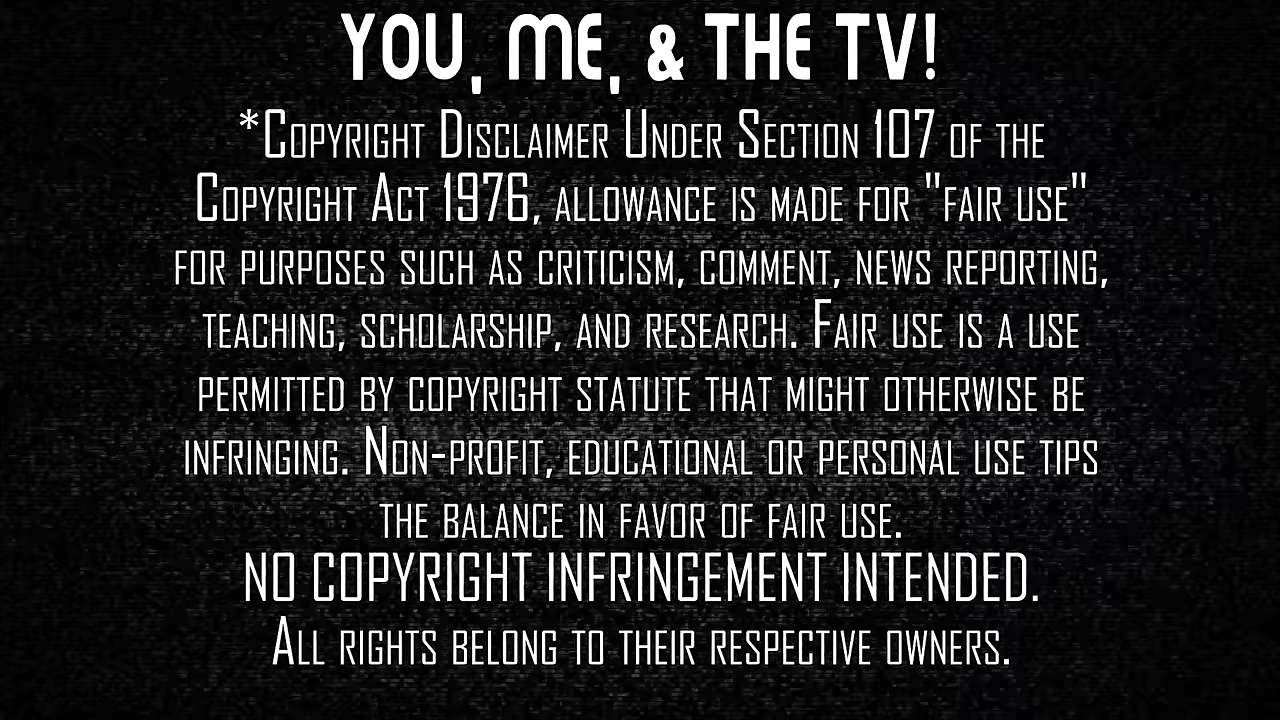 YOU, ME, & THE TV!
*Copyright Disclaimer Under Section 107 of the
Copyright Act 1976, allowance is made for "fair use"
for purposes such as criticism, comment, news reporting,
teaching, scholarship, and research. Fair use is a use
permitted by copyright statute that might otherwise be
infringing. Non-profit, educational or personal use tips
the balance in favor of fair use.
NO COPYRIGHT INFRINGEMENT INTENDED.
All rights belong to their respective owners.